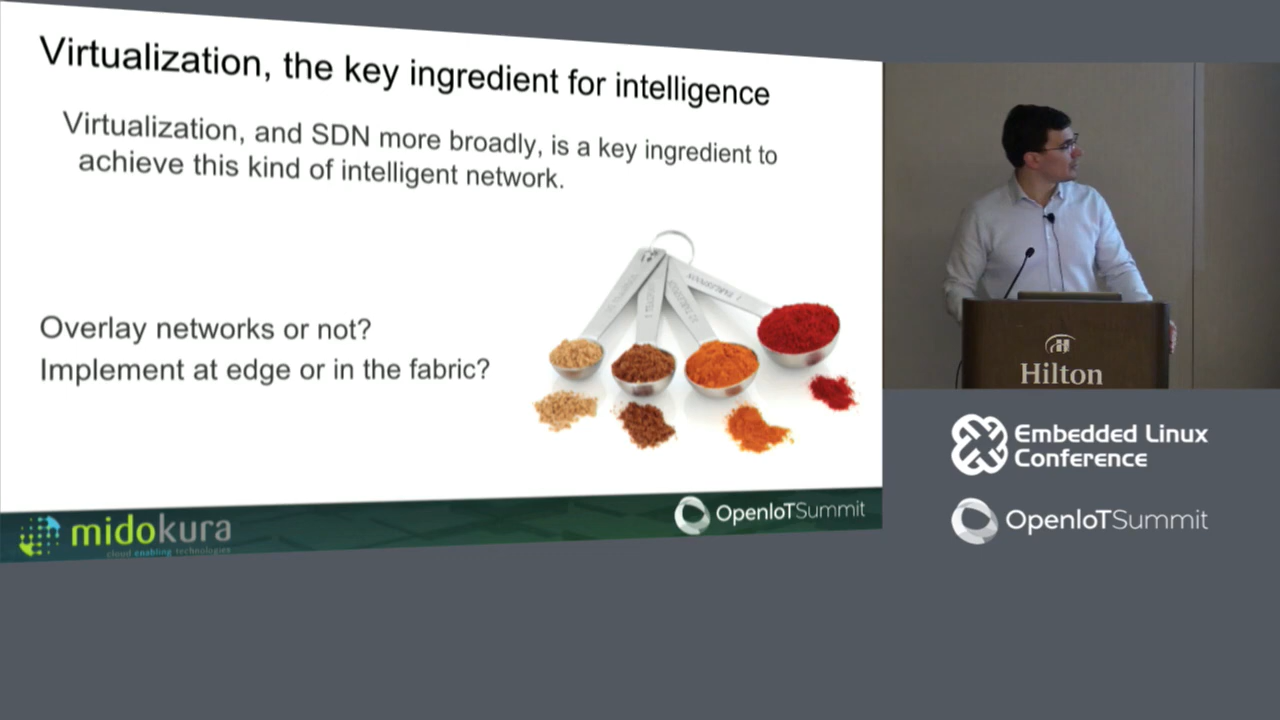 Virtualization, the key ingredient for intelligence
Virtualization, and SDN more broadly, is a key ingredient to
achieve this kind of intelligent network.
Overlay networks or not?
Implement at edge or in the fabric?
midokura
cloud enabling technologies
OpenIoTSummit
Hilton
Embedded Linux
Conference
OpenIoTSummit